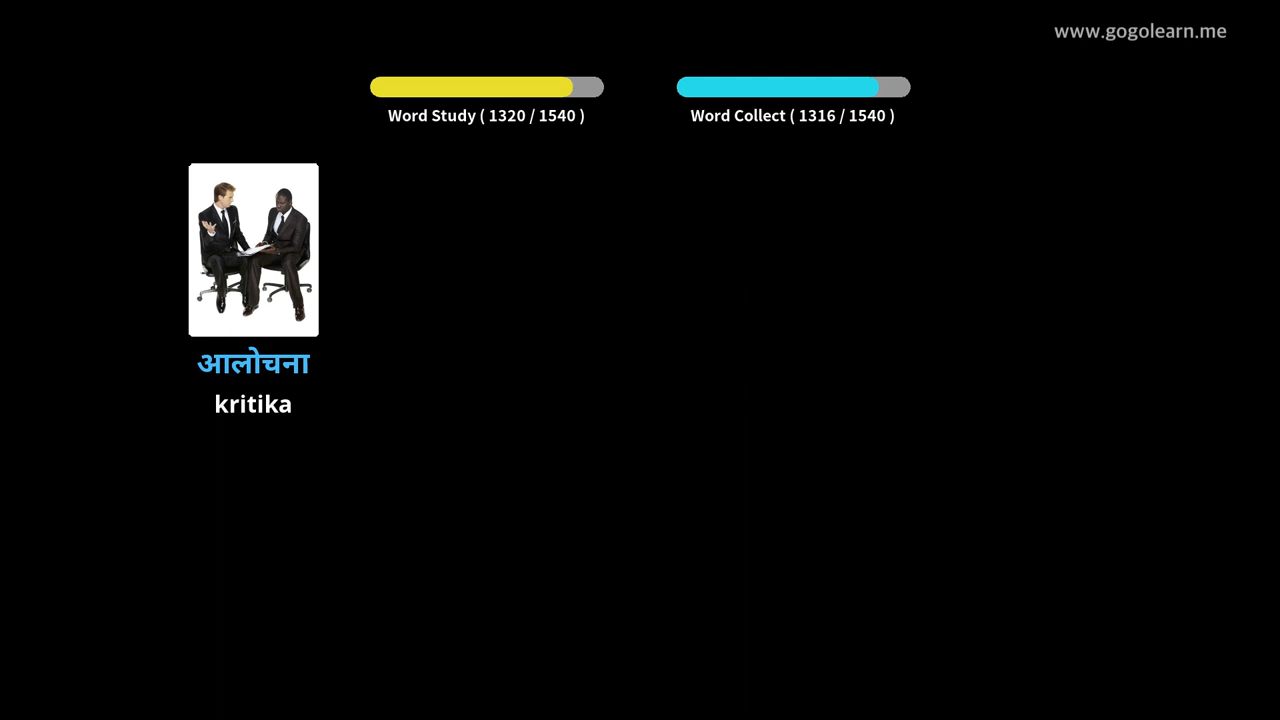 www.gogolearn.me
Word Study ( 1320 / 1540 )
Word Collect ( 1316 / 1540 )
आलोचना
kritika